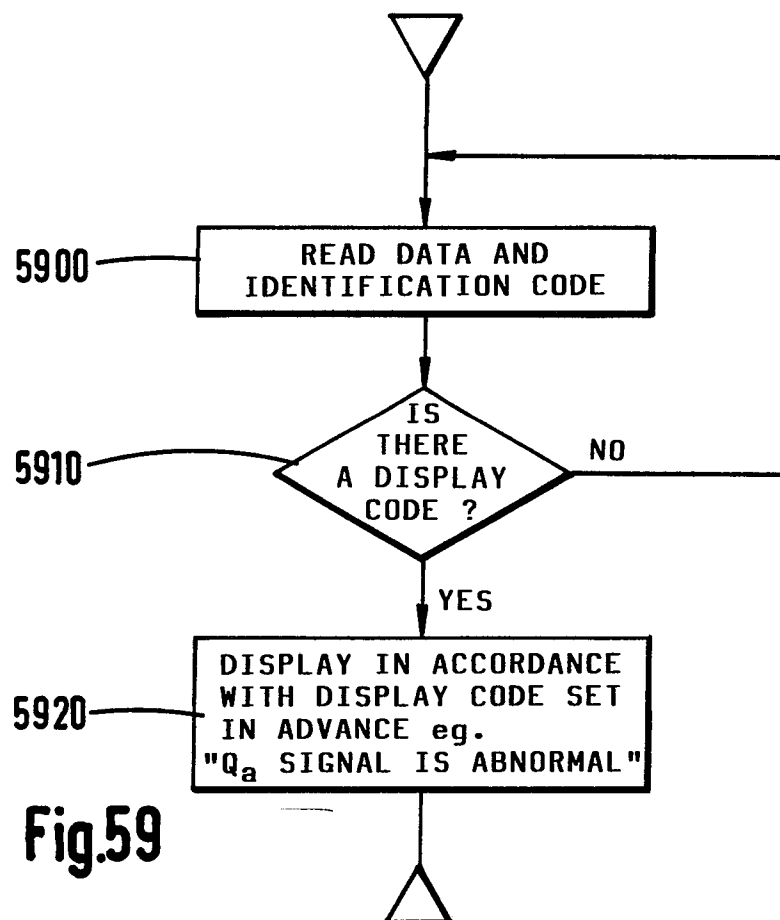 5900
READ DATA AND
IDENTIFICATION CODE
5910
IS
THERE
A DISPLAY
CODE ?
NO
YES
5920
DISPLAY IN ACCORDANCE
WITH DISPLAY CODE SET
IN ADVANCE eg.
"Qa SIGNAL IS ABNORMAL"
Fig.59